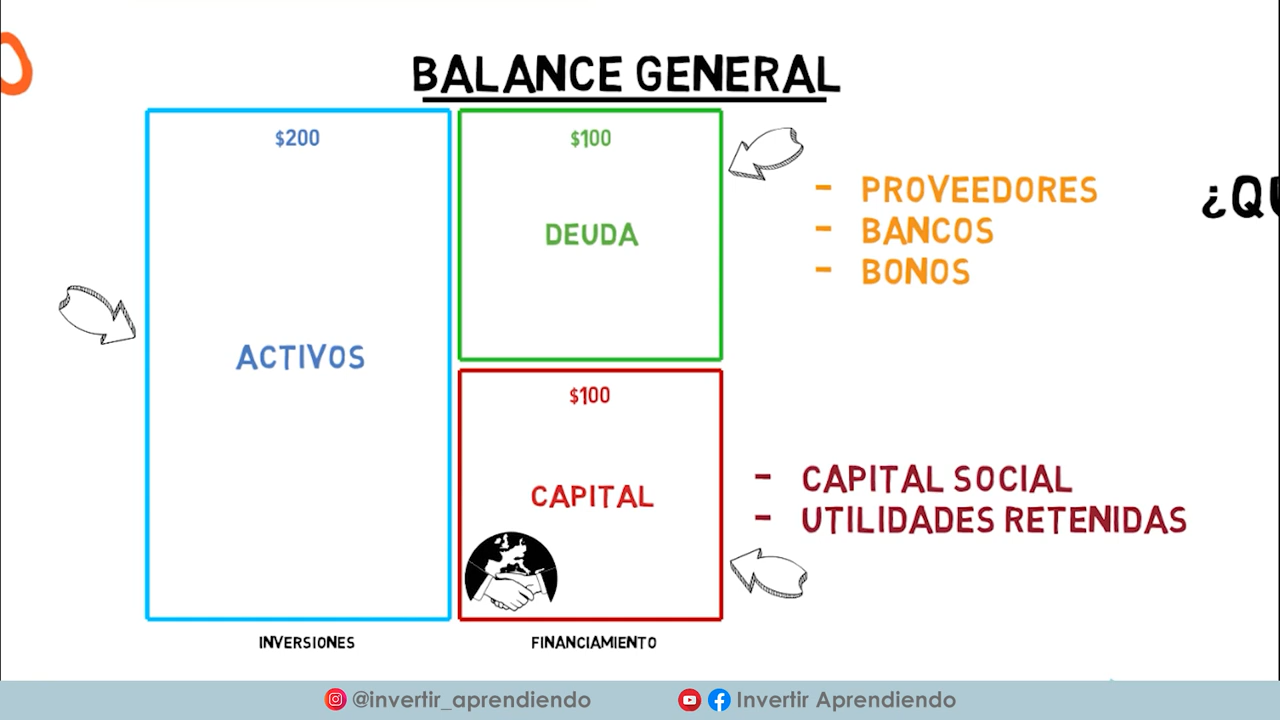 BALANCE GENERAL
$200
ACTIVOS
$100
DEUDA
- PROVEEDORES
- BANCOS
- BONOS
¿QU
$100
CAPITAL
- CAPITAL SOCIAL
- UTILIDADES RETENIDAS
INVERSIONES
FINANCIAMIENTO
@invertir_aprendiendo
Invertir Aprendiendo